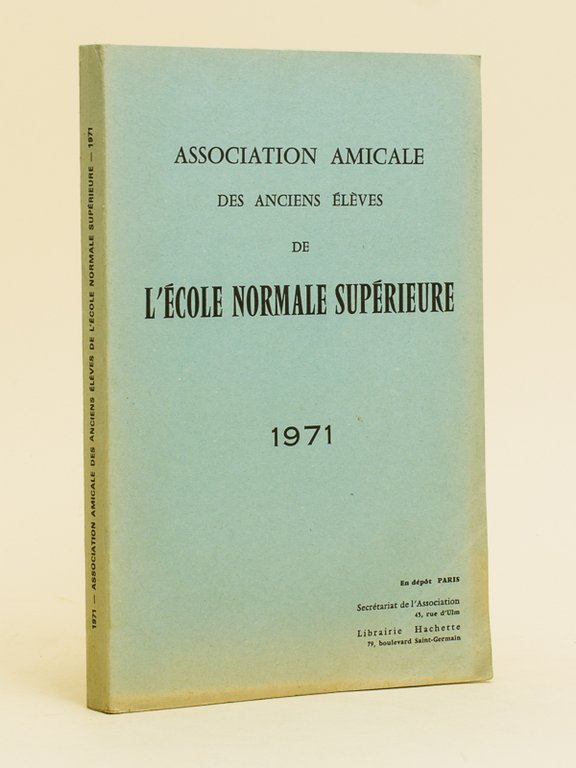 ASSOCIATION AMICALE
DES ANCIENS ÉLÈVES
DE
L'ÉCOLE NORMALE SUPÉRIEURE
1971
En dépôt PARIS
Secrétariat de l'Association
45, rue d'Ulm
Librairie Hachette
79, boulevard Saint-Germain
1971 — ASSOCIATION AMICALE DES ANCIENS ÉLÈVES DE L'ÉCOLE NORMALE SUPÉRIEURE — 1971